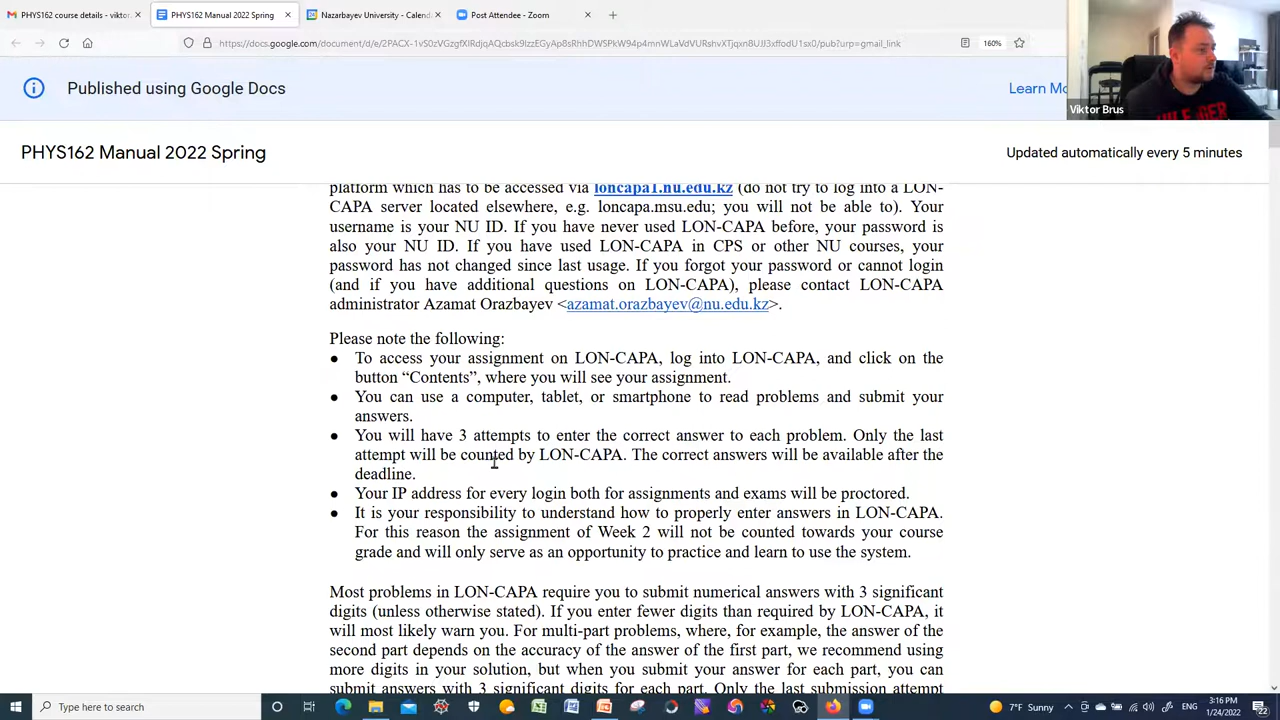 PHYS162 course details - viktor.
PHYS162 Manual 2022 Spring
Nazarbayev University - Calenda
Post Attendee - Zoom
160%
Published using Google Docs
Learn Mo
Viktor Brus
PHYS162 Manual 2022 Spring
Updated automatically every 5 minutes
platform which has to be accessed via loncapa1.nu.edu.kz (do not try to log into a LON-
CAPA server located elsewhere, e.g. loncapa.msu.edu; you will not be able to). Your
username is your NU ID. If you have never used LON-CAPA before, your password is
also your NU ID. If you have used LON-CAPA in CPS or other NU courses, your
password has not changed since last usage. If you forgot your password or cannot login
(and if you have additional questions on LON-CAPA), please contact LON-CAPA
administrator Azamat Orazbayev <azamat.orazbayev@nu.edu.kz>.
Please note the following:
● To access your assignment on LON-CAPA, log into LON-CAPA, and click on the
button “Contents”, where you will see your assignment.
● You can use a computer, tablet, or smartphone to read problems and submit your
answers.
● You will have 3 attempts to enter the correct answer to each problem. Only the last
attempt will be counted by LON-CAPA. The correct answers will be available after the
deadline.
● Your IP address for every login both for assignments and exams will be proctored.
● It is your responsibility to understand how to properly enter answers in LON-CAPA.
For this reason the assignment of Week 2 will not be counted towards your course
grade and will only serve as an opportunity to practice and learn to use the system.
Most problems in LON-CAPA require you to submit numerical answers with 3 significant
digits (unless otherwise stated). If you enter fewer digits than required by LON-CAPA, it
will most likely warn you. For multi-part problems, where, for example, the answer of the
second part depends on the accuracy of the answer of the first part, we recommend using
more digits in your solution, but when you submit your answer for each part, you can
submit answers with 3 significant digits for each part. Only the last submission attempt
Type here to search
7°F Sunny
ENG
3:16 PM
1/24/2022
22